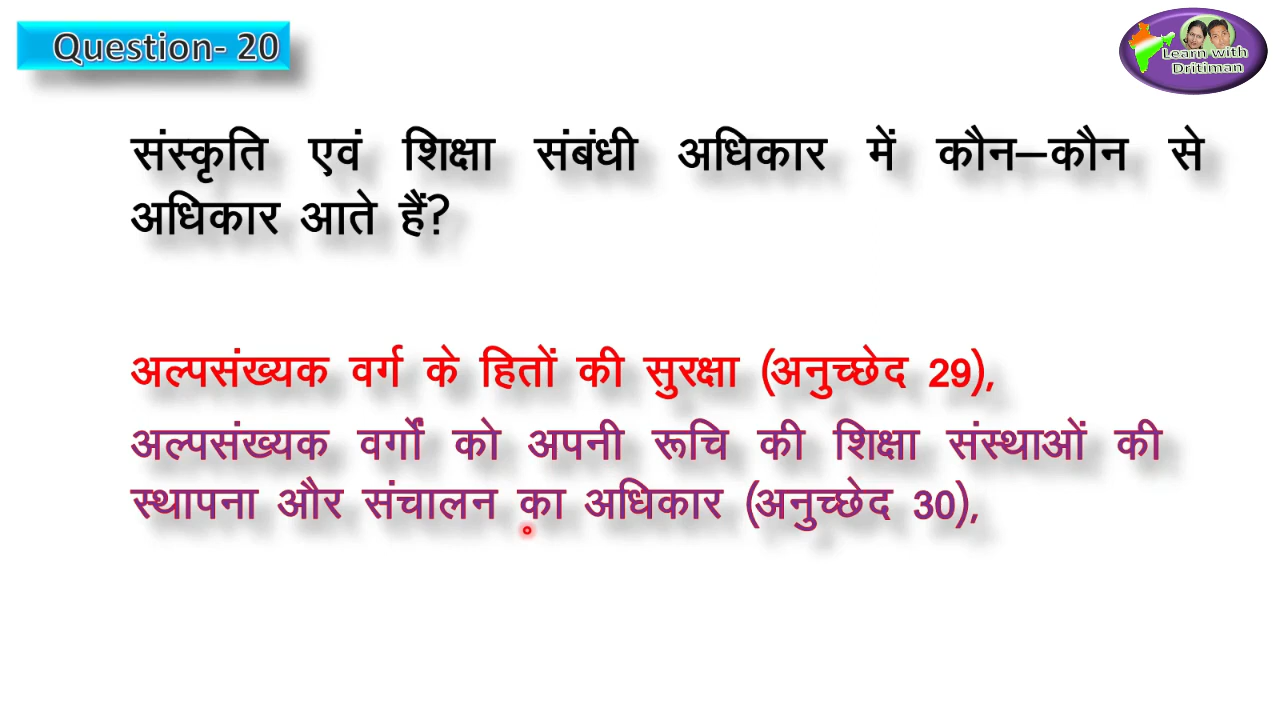 Question- 20
Learn with
Dritiman
संस्कृति एवं शिक्षा संबंधी अधिकार में कौन–कौन से
अधिकार आते हैं?
अल्पसंख्यक वर्ग के हितों की सुरक्षा (अनुच्छेद 29),
अल्पसंख्यक वर्गों को अपनी रूचि की शिक्षा संस्थाओं की
स्थापना और संचालन का अधिकार (अनुच्छेद 30),